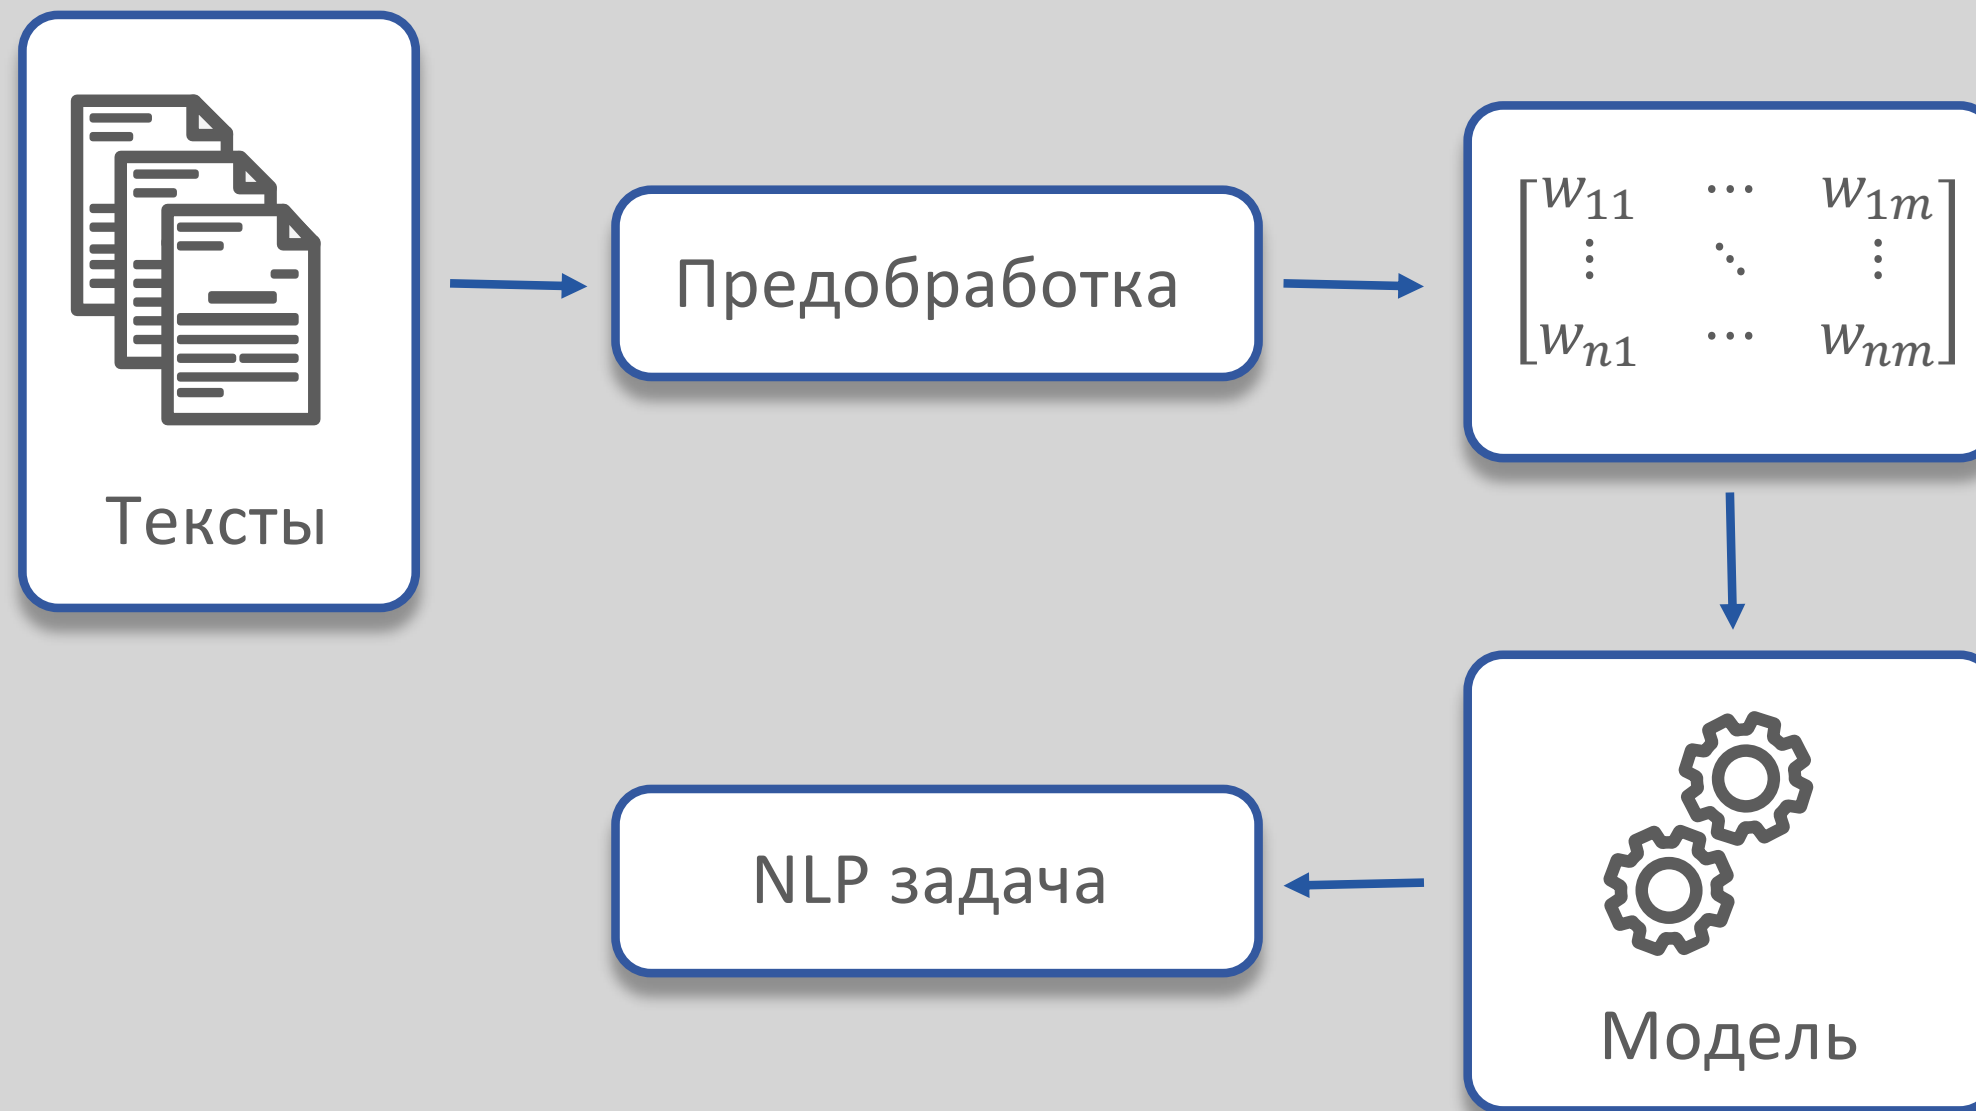 Тексты
Предобработка
w₁₁ ⋯ w₁ₘ
⋮ ⋱ ⋮
wₙ₁ ⋯ wₙₘ
Модель
NLP задача